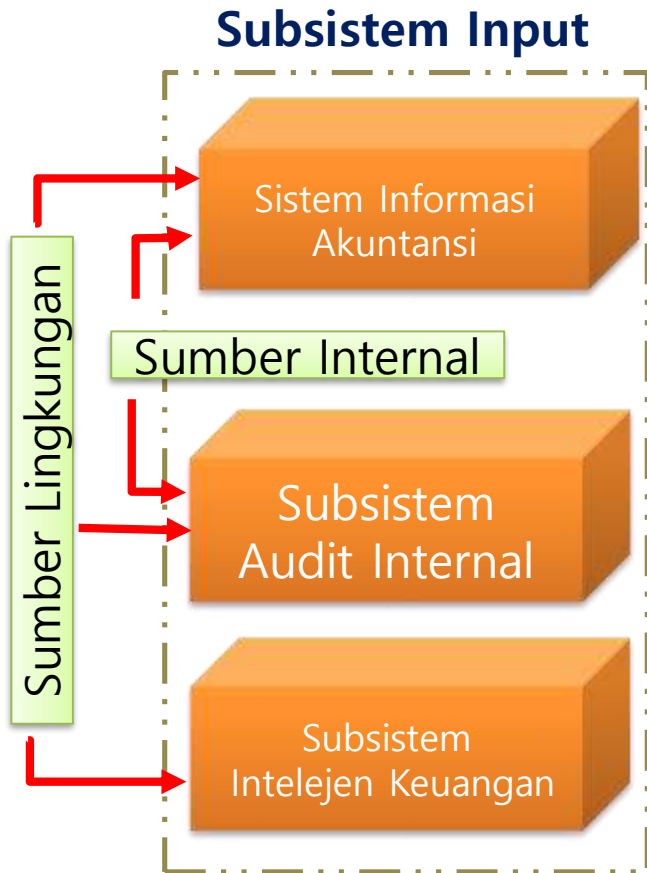 Subsistem Input
Sistem Informasi
Akuntansi
Sumber Lingkungan
Sumber Internal
Subsistem
Audit Internal
Subsistem
Intelejen Keuangan